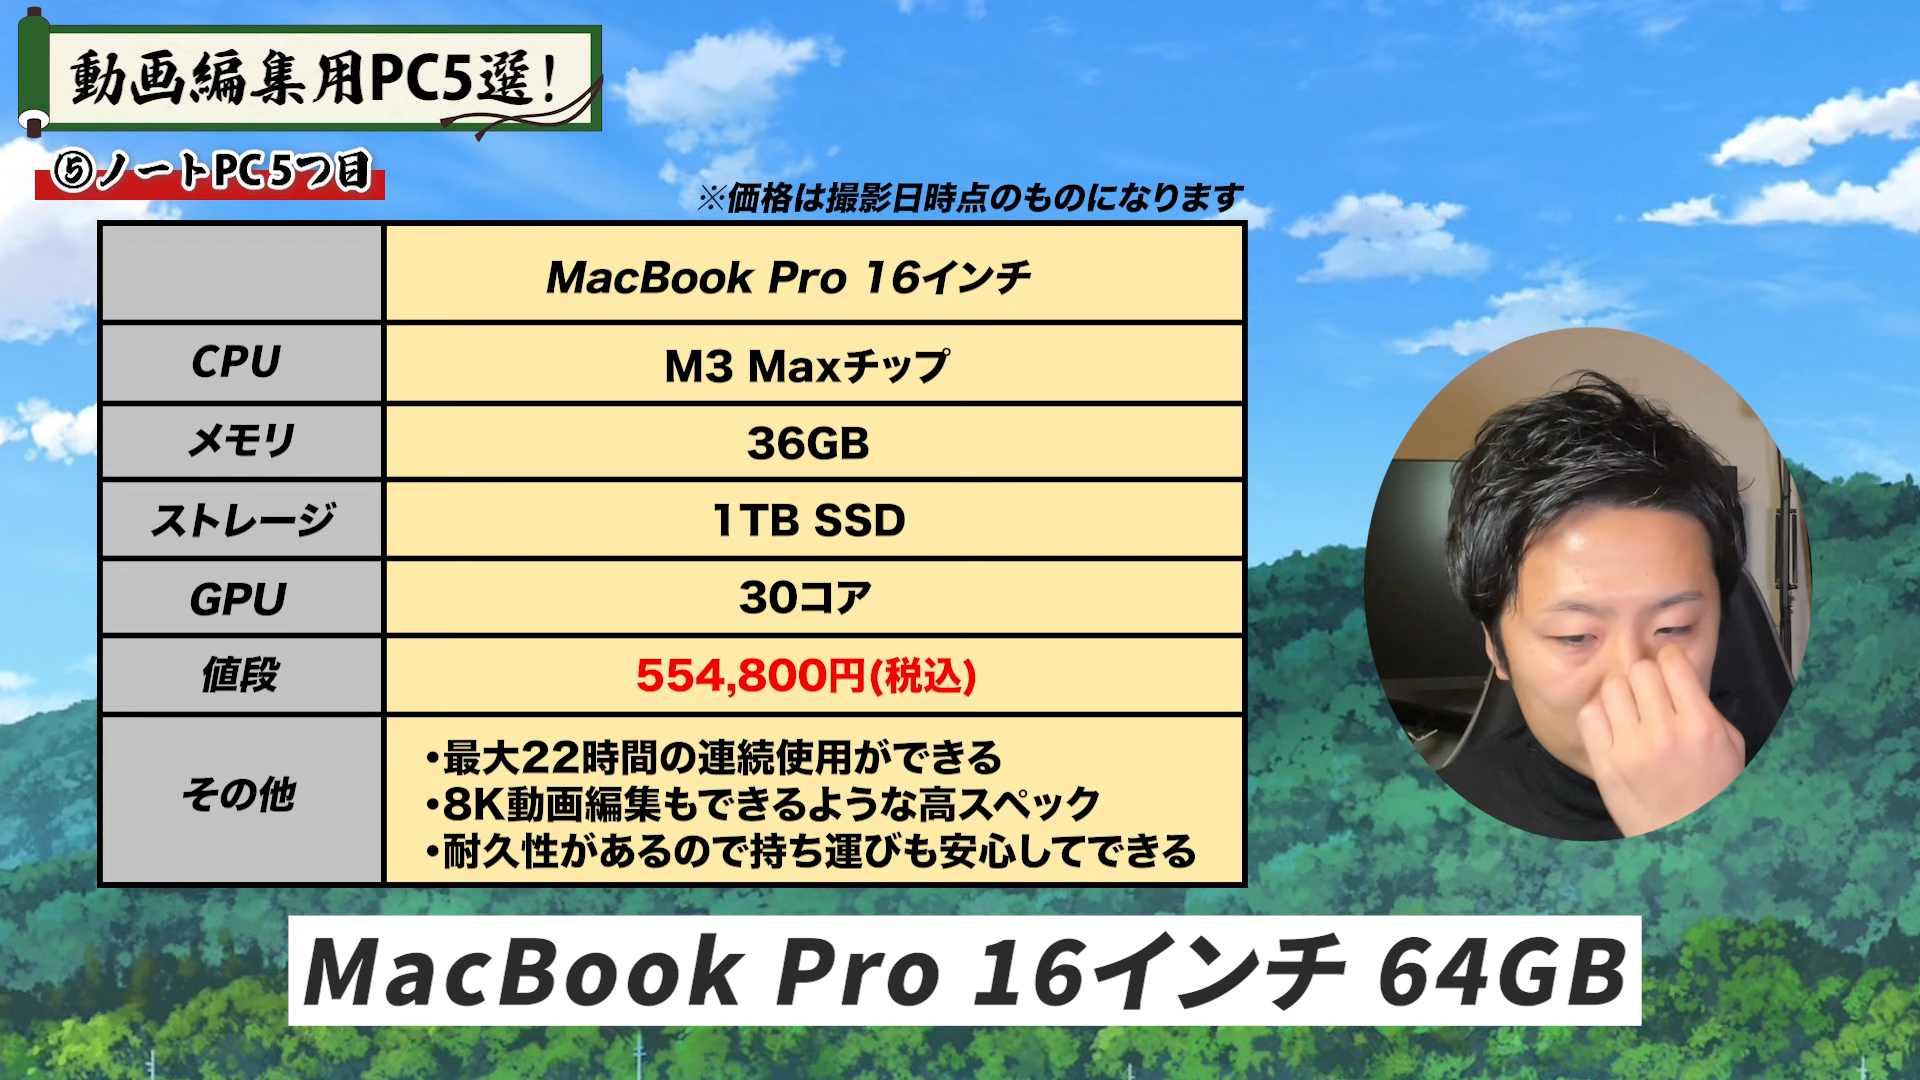 動画編集用PC5選！
⑤ノートPC5つ目
※価格は撮影日時点のものになります
MacBook Pro 16インチ
CPU
M3 Maxチップ
メモリ
36GB
ストレージ
1TB SSD
GPU
30コア
値段
554,800円(税込)
その他
•最大22時間の連続使用ができる
•8K動画編集もできるような高スペック
•耐久性があるので持ち運びも安心してできる
MacBook Pro 16インチ 64GB